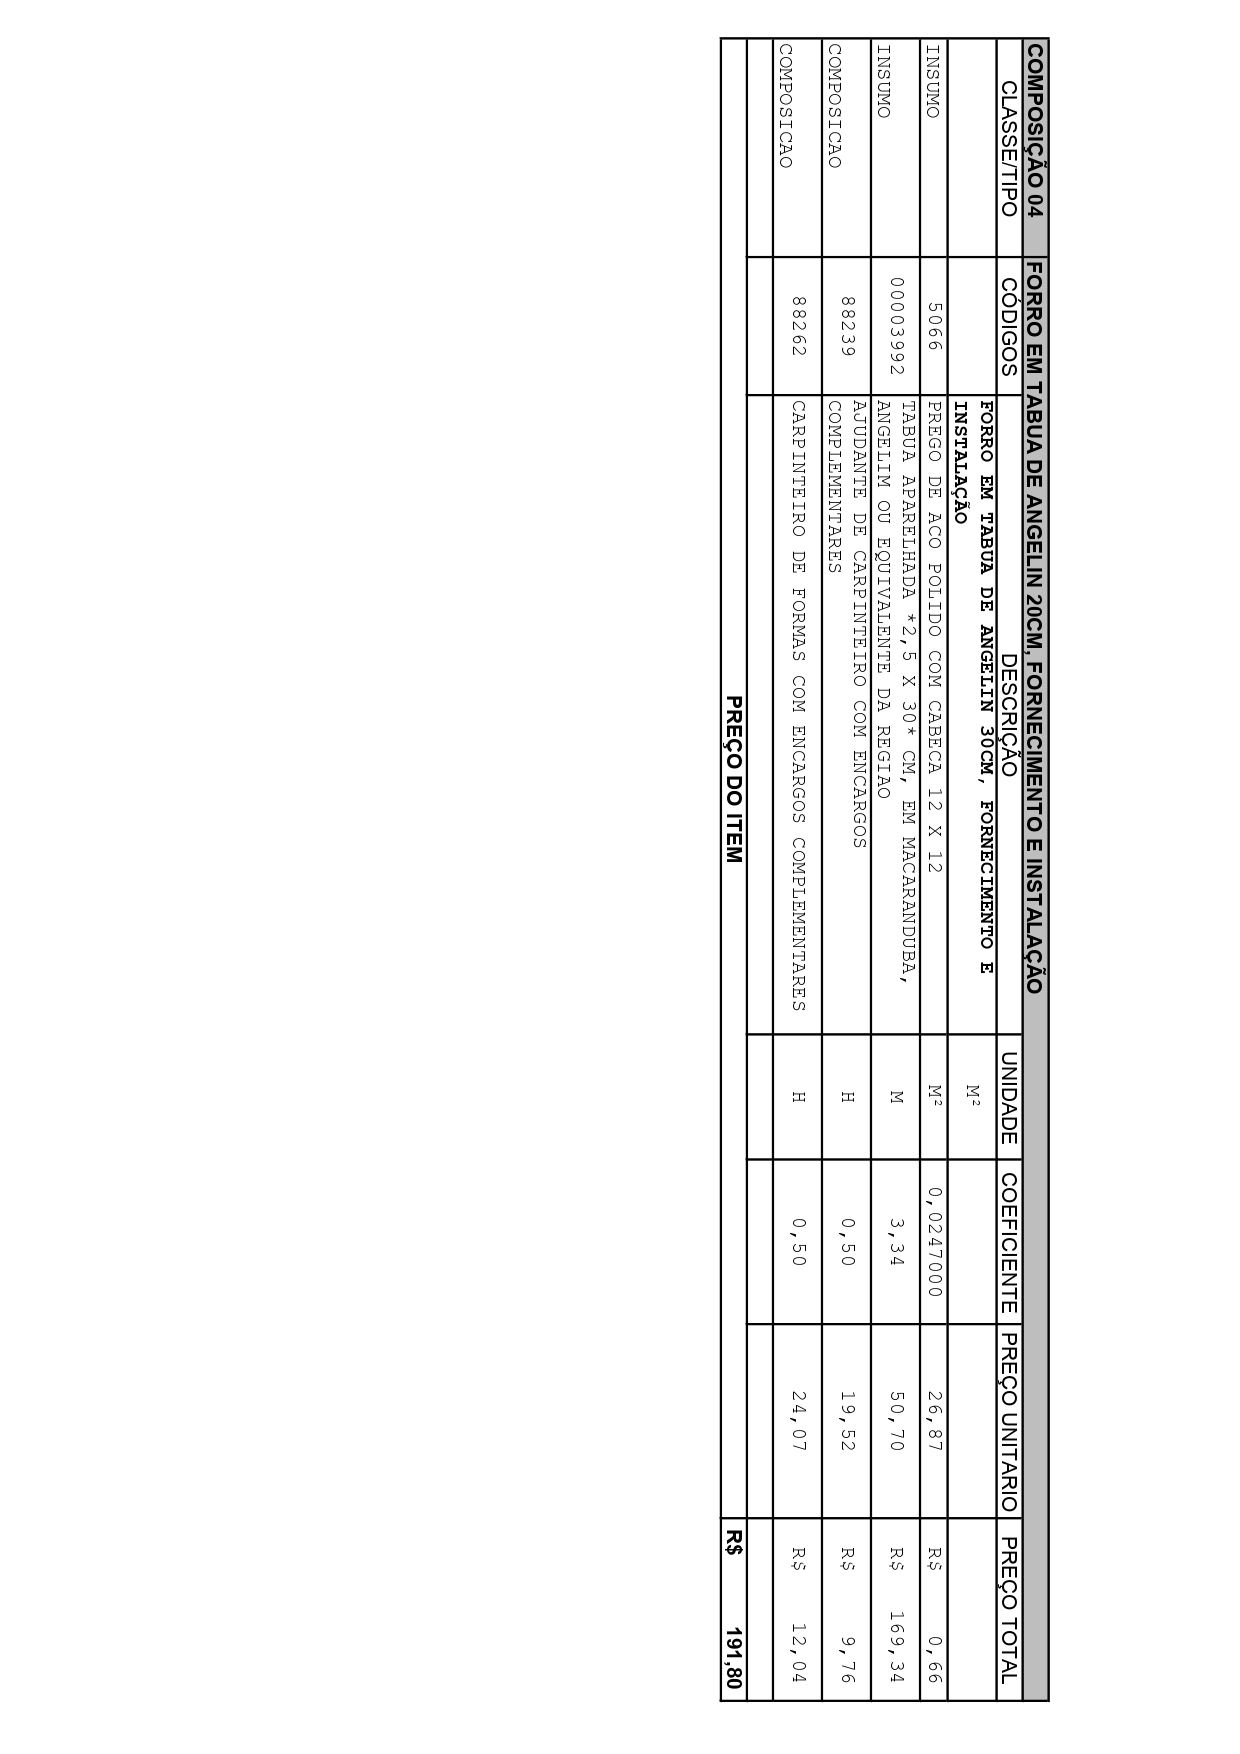 COMPOSIÇÃO 04 FORRO EM TABUA DE ANGELIN 20CM, FORNECIMENTO E INSTALAÇÃO
CLASSE/TIPO CÓDIGOS DESCRIÇÃO UNIDADE COEFICIENTE PREÇO UNITARIO PREÇO TOTAL
FORRO EM TABUA DE ANGELIN 30CM, FORNECIMENTO E
INSTALAÇÃO M²
INSUMO 5066 PREGO DE ACO POLIDO COM CABECA 12 X 12 M² 0,0247000 26,87 R$ 0,66
INSUMO 00003992 TABUA APARELHADA *2,5 X 30* CM, EM MACARANDUBA,
ANGELIM OU EQUIVALENTE DA REGIAO M 3,34 50,70 R$ 169,34
COMPOSICAO 88239 AJUDANTE DE CARPINTEIRO COM ENCARGOS
COMPLEMENTARES H 0,50 19,52 R$ 9,76
COMPOSICAO 88262 CARPINTEIRO DE FORMAS COM ENCARGOS COMPLEMENTARES H 0,50 24,07 R$ 12,04
PREÇO DO ITEM R$ 191,80